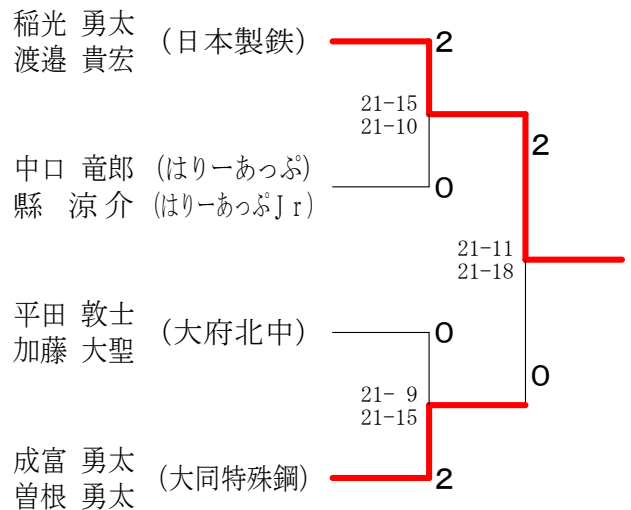 稲光 勇太
渡邉 貴宏
(日本製鉄)
2
21-15
21-10
2
中口 竜郎 (はりーあっぷ)
縣 涼介 (はりーあっぷJr)
0
21-11
21-18
平田 敦士
加藤 大聖
(大府北中)
0
0
21- 9
21-15
成富 勇太
曽根 勇太
(大同特殊鋼)
2